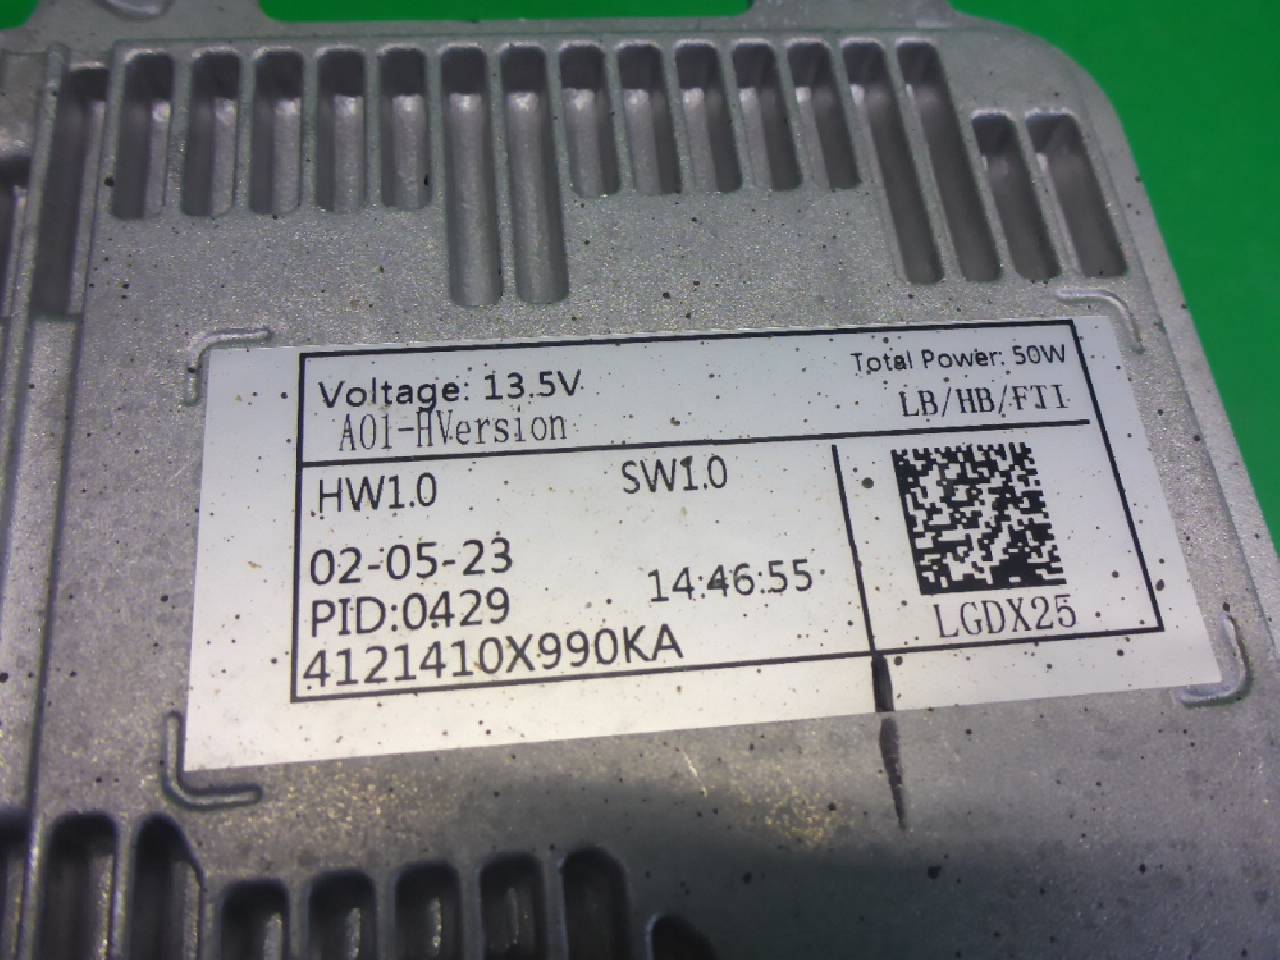 Voltage: 13.5V
Total Power: 50W
A01-HVersion
LB/HB/FTI
HW1.0
SW1.0
02-05-23
14:46:55
PID:0429
4121410X990KA
LGDX25